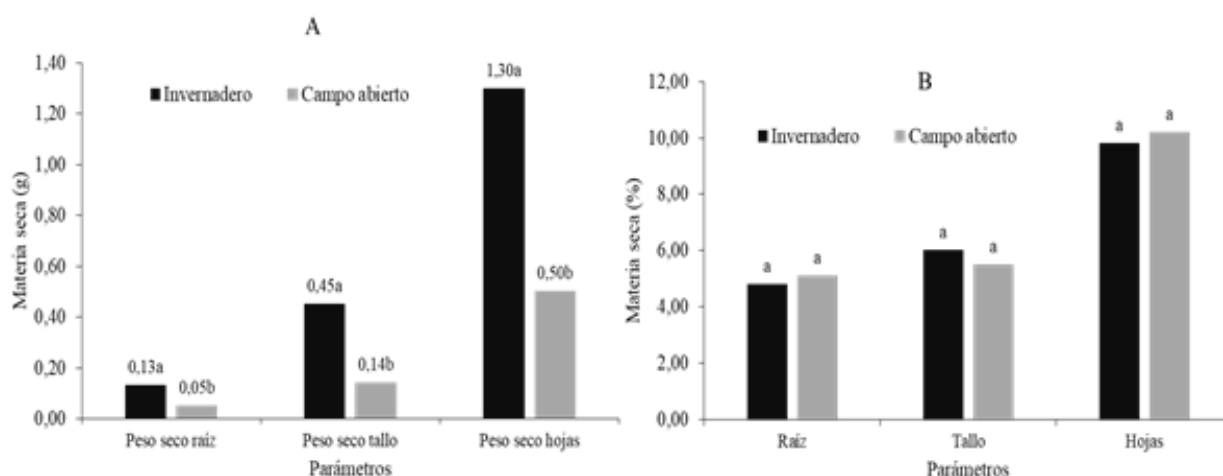 A
Materia seca (g)
1,40
1,20
1,00
0,80
0,60
0,40
0,20
0,00
Invernadero
Campo abierto
0,13a
0,05b
0,45a
0,14b
1,30a
0,50b
Peso seco raiz
Peso seco tallo
Peso seco hojas
Parámetros
B
Materia seca (%)
12,00
10,00
8,00
6,00
4,00
2,00
0,00
Invernadero
Campo abierto
a
a
a
a
a
a
Raiz
Tallo
Hojas
Parámetros